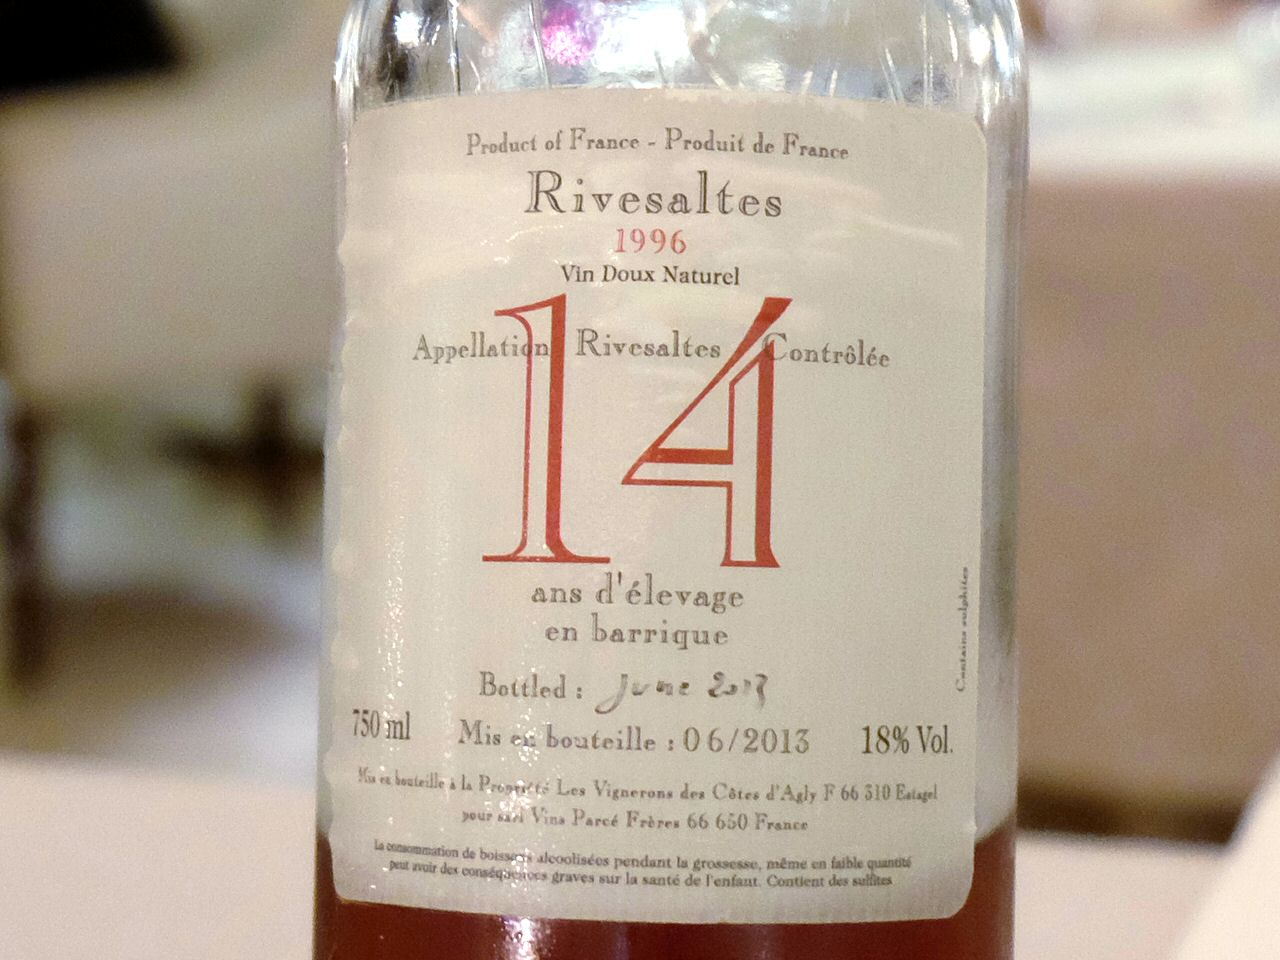 Product of France - Produit de France
Rivesaltes
1996
Vin Doux Naturel
14
Appellation Rivesaltes Contrôlée
ans d'élevage
en barrique
Bottled : June 2013
750 ml
Mis en bouteille : 06/2013
18% Vol.
Mis en bouteille à la Propriété Les Vignerons des Côtes d'Agly F 66 310 Estagel
pour sarl Vins Parcé Frères 66 650 France
La consommation de boissons alcoolisées pendant la grossesse, même en faible quantité
peut avoir des conséquences graves sur la santé de l'enfant. Contient des sulfites
Contains sulphites